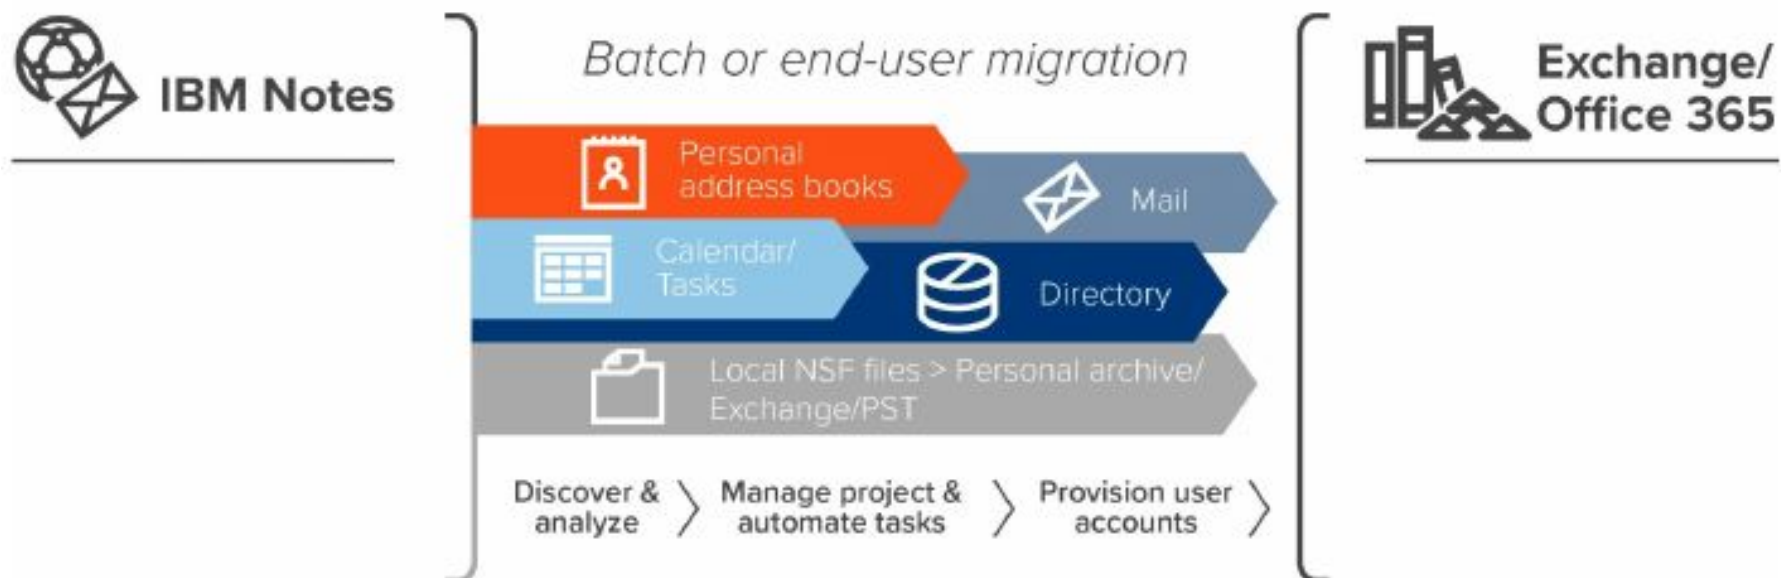 IBM Notes
Batch or end-user migration
Personal
address books
Mail
Calendar/
Tasks
Directory
Local NSF files > Personal archive/
Exchange/PST
Discover &
analyze
Manage project &
automate tasks
Provision user
accounts
Exchange/
Office 365